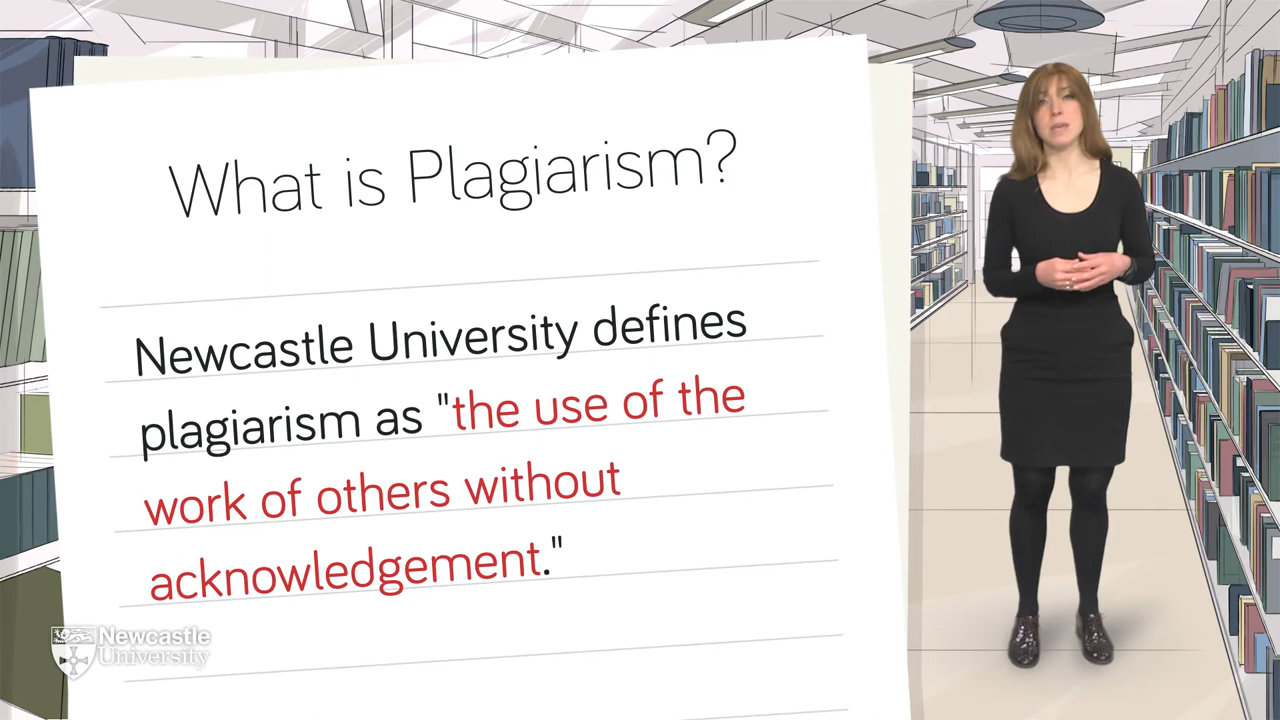 What is Plagiarism?
Newcastle University defines
plagiarism as "the use of the
work of others without
acknowledgement."
Newcastle
University